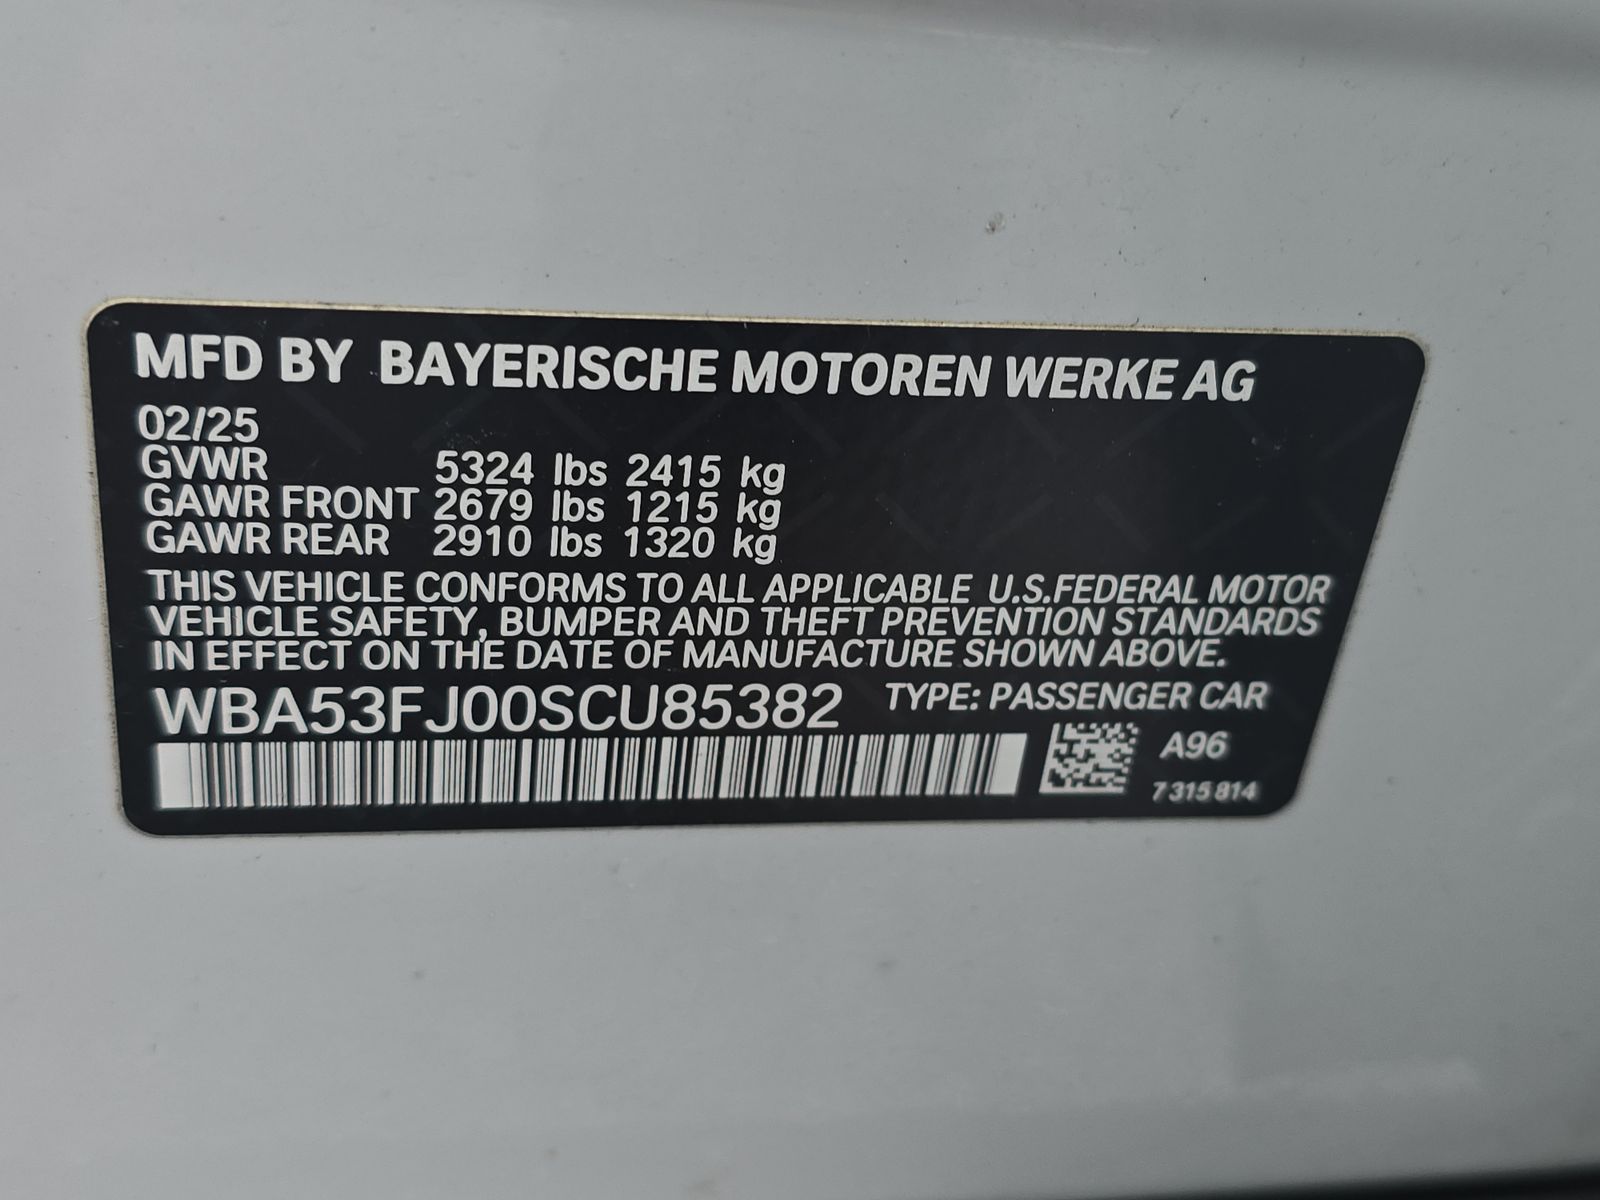 MFD BY BAYERISCHE MOTOREN WERKE AG
02/25
GVWR 5324 lbs 2415 kg
GAWR FRONT 2679 lbs 1215 kg
GAWR REAR 2910 lbs 1320 kg
THIS VEHICLE CONFORMS TO ALL APPLICABLE U.S.FEDERAL MOTOR
VEHICLE SAFETY, BUMPER AND THEFT PREVENTION STANDARDS
IN EFFECT ON THE DATE OF MANUFACTURE SHOWN ABOVE.
WBA53FJ00SCU85382 TYPE: PASSENGER CAR
A96
7 315 814